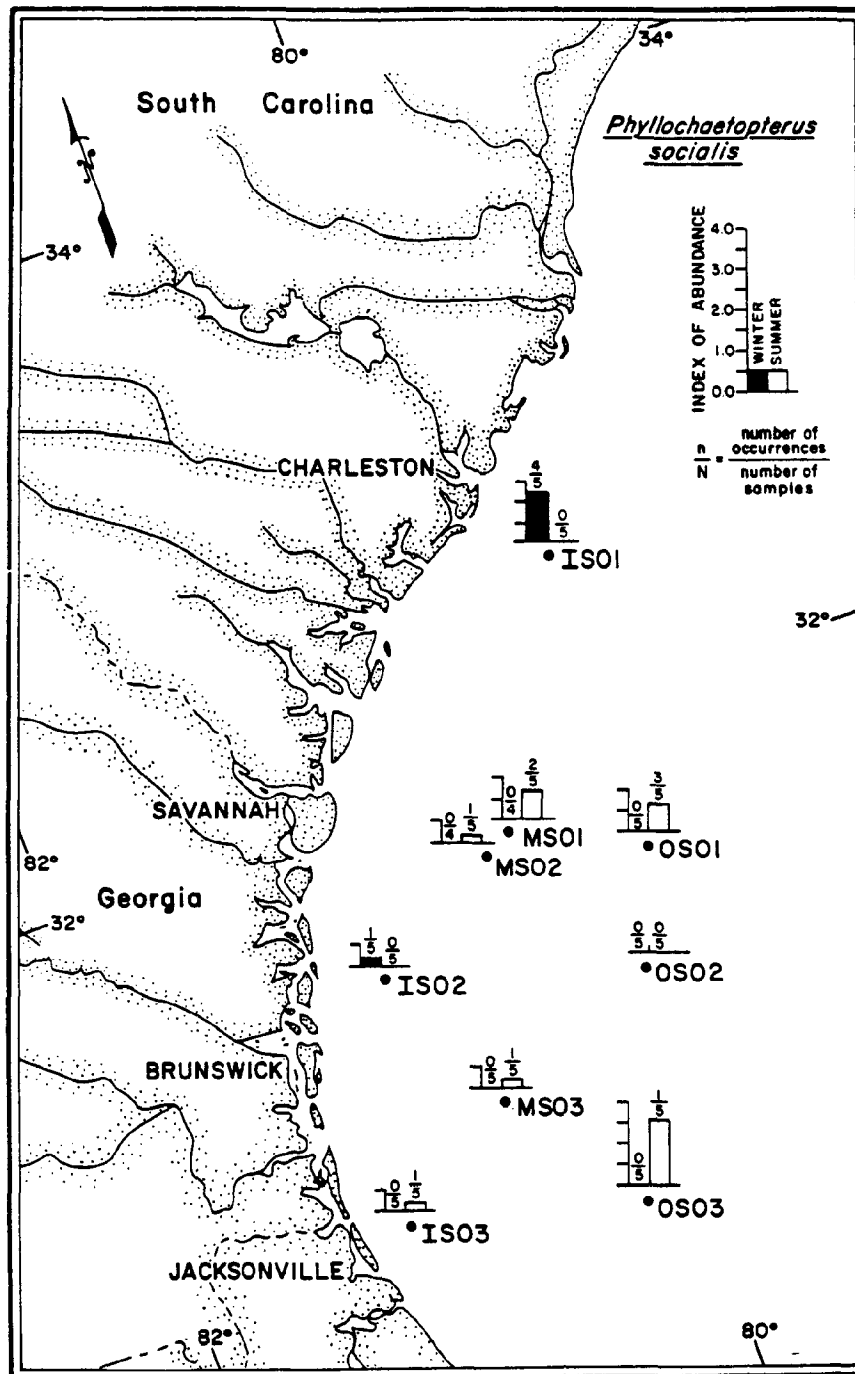 80°
34°
South Carolina
Phyllochaetopterus
socialis
N
34°
INDEX OF ABUNDANCE
4.0
3.0
2.0
1.0
0.0
WINTER
SUMMER
n/N = number of occurrences / number of samples
CHARLESTON
4/5
0/5
IS01
32°
SAVANNAH
0/4
2/5
MS01
0/4
1/5
MS02
0/5
3/5
OS01
82°
Georgia
32°
1/5
0/5
IS02
0/5
0/5
OS02
BRUNSWICK
0/5
1/5
MS03
0/5
1/5
OS03
0/5
1/5
IS03
JACKSONVILLE
82°
80°